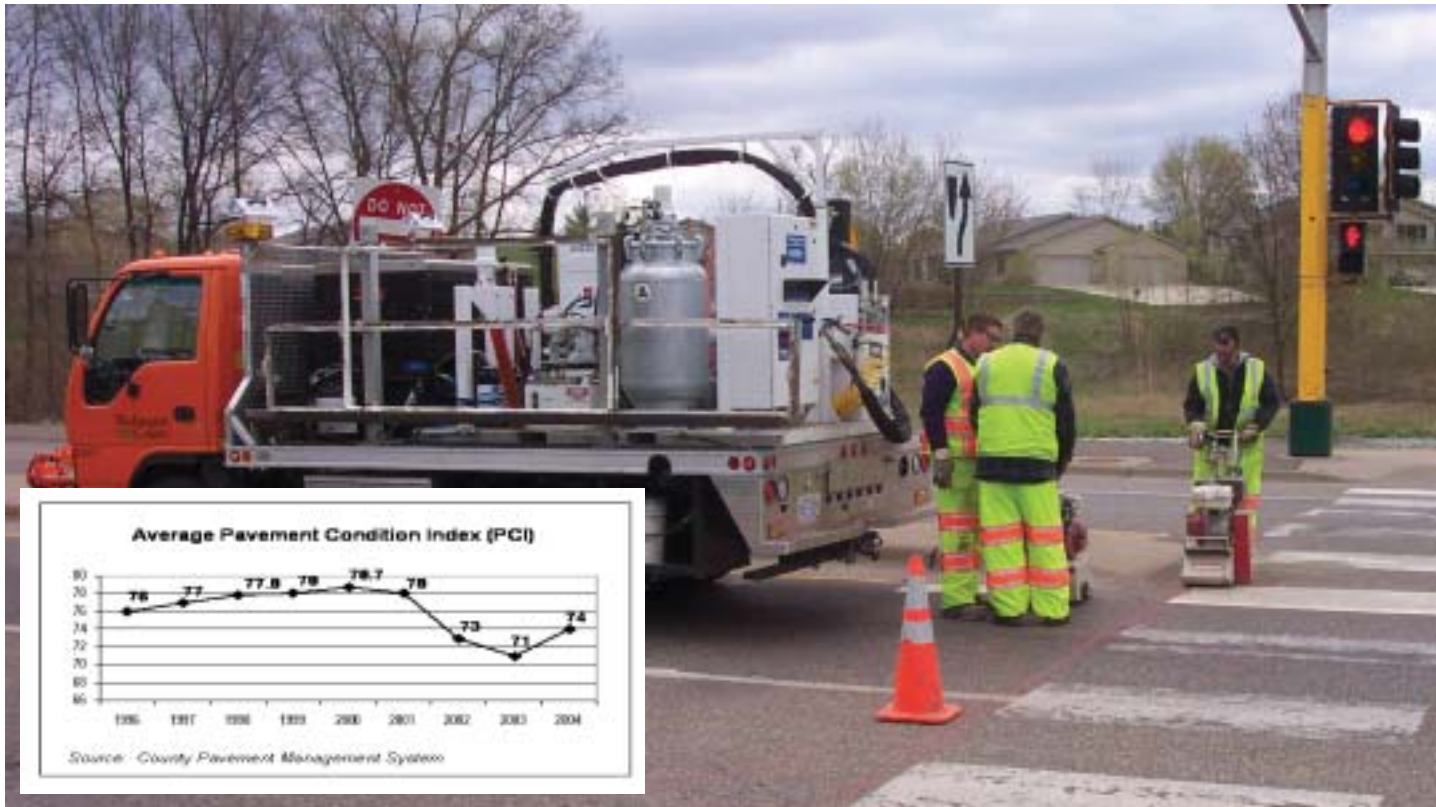 DO NOT
Average Pavement Condition Index (PCI)
80
78
76
74
72
70
68
66
76 77 77.8 78 78.7 78 73 71 74
1996 1997 1998 1999 2000 2001 2002 2003 2004
Source: County Pavement Management System